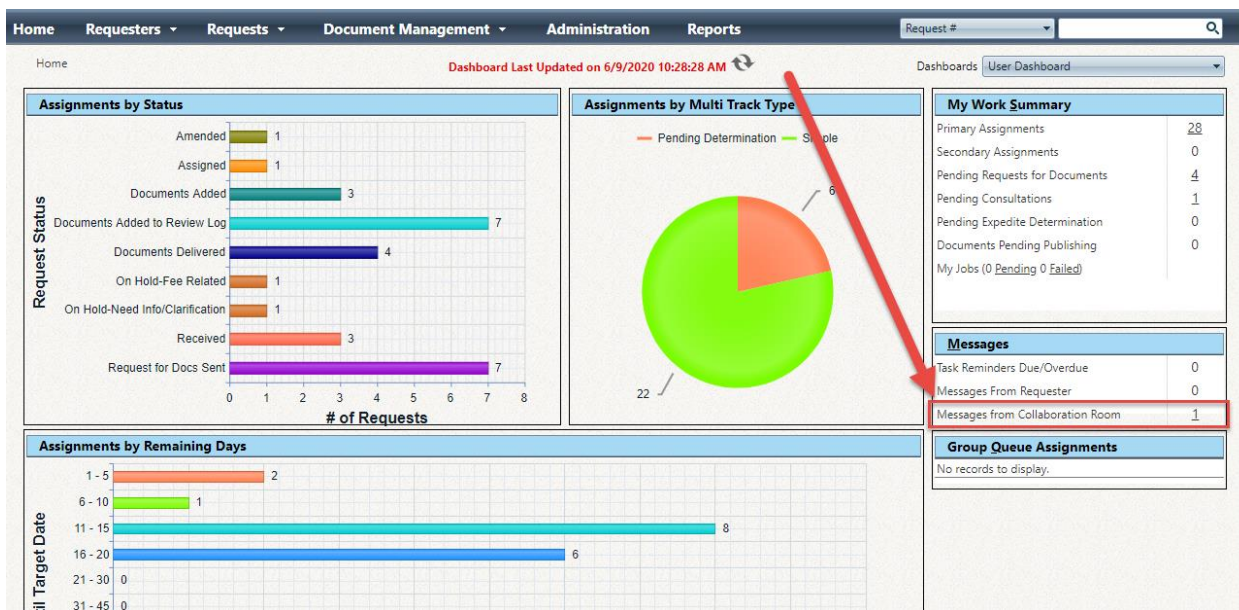 Home Requesters Requests Document Management Administration Reports Request #
Home
Dashboard Last Updated on 6/9/2020 10:28:28 AM
Dashboards User Dashboard
Assignments by Status
Request Status
Amended 1
Assigned 1
Documents Added 3
Documents Added to Review Log 7
Documents Delivered 4
On Hold-Fee Related 1
On Hold-Need Info/Clarification 1
Received 3
Request for Docs Sent 7
0 1 2 3 4 5 6 7 8
# of Requests
Assignments by Multi Track Type
Pending Determination
6
22
My Work Summary
Primary Assignments 28
Secondary Assignments 0
Pending Requests for Documents 4
Pending Consultations 1
Pending Expedite Determination 0
Documents Pending Publishing 0
My Jobs (0 Pending 0 Failed)
Messages
Task Reminders Due/Overdue 0
Messages From Requester 0
Messages from Collaboration Room 1
Group Queue Assignments
No records to display.
Assignments by Remaining Days
Target Date
1 - 5 2
6 - 10 1
11 - 15 8
16 - 20 6
21 - 30 0
31 - 45 0